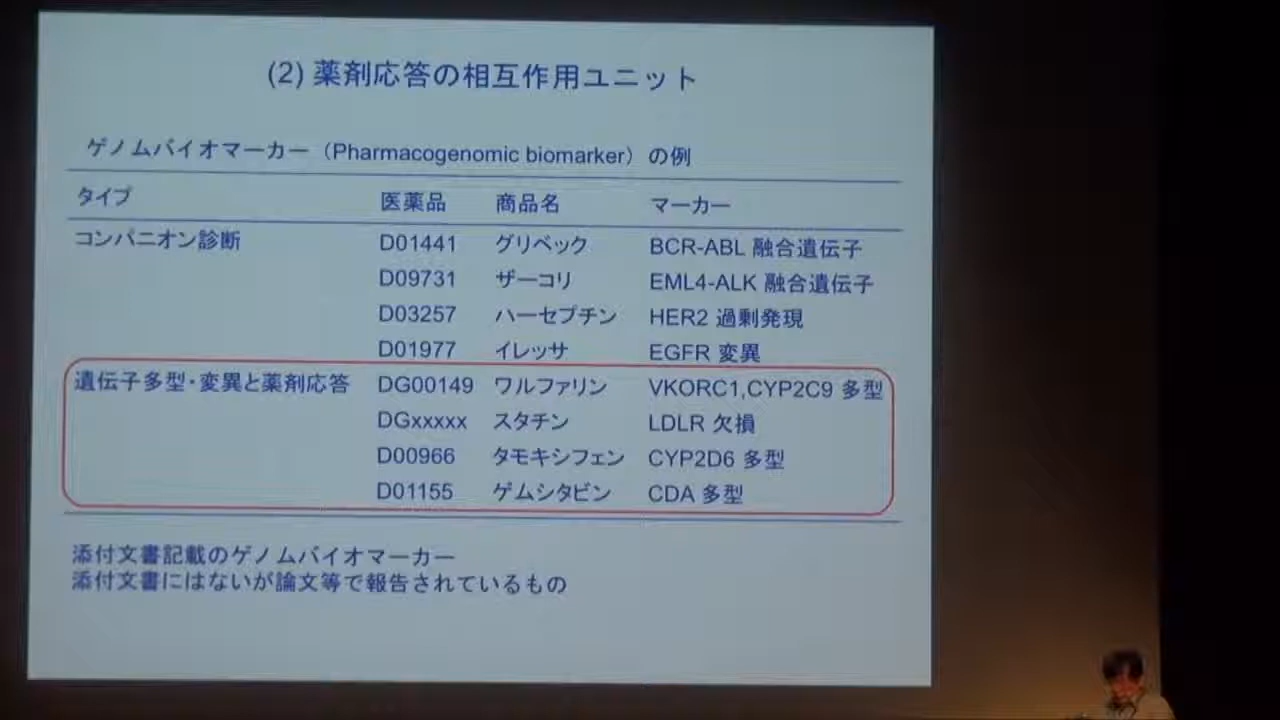 (2) 薬剤応答の相互作用ユニット
ゲノムバイオマーカー（Pharmacogenomic biomarker）の例
タイプ 医薬品 商品名 マーカー
コンパニオン診断 D01441 グリベック BCR-ABL 融合遺伝子
D09731 ザーコリ EML4-ALK 融合遺伝子
D03257 ハーセプチン HER2 過剰発現
D01977 イレッサ EGFR 変異
遺伝子多型・変異と薬剤応答 DG00149 ワルファリン VKORC1,CYP2C9 多型
DGxxxxx スタチン LDLR 欠損
D00966 タモキシフェン CYP2D6 多型
D01155 ゲムシタビン CDA 多型
添付文書記載のゲノムバイオマーカー
添付文書にはないが論文等で報告されているもの